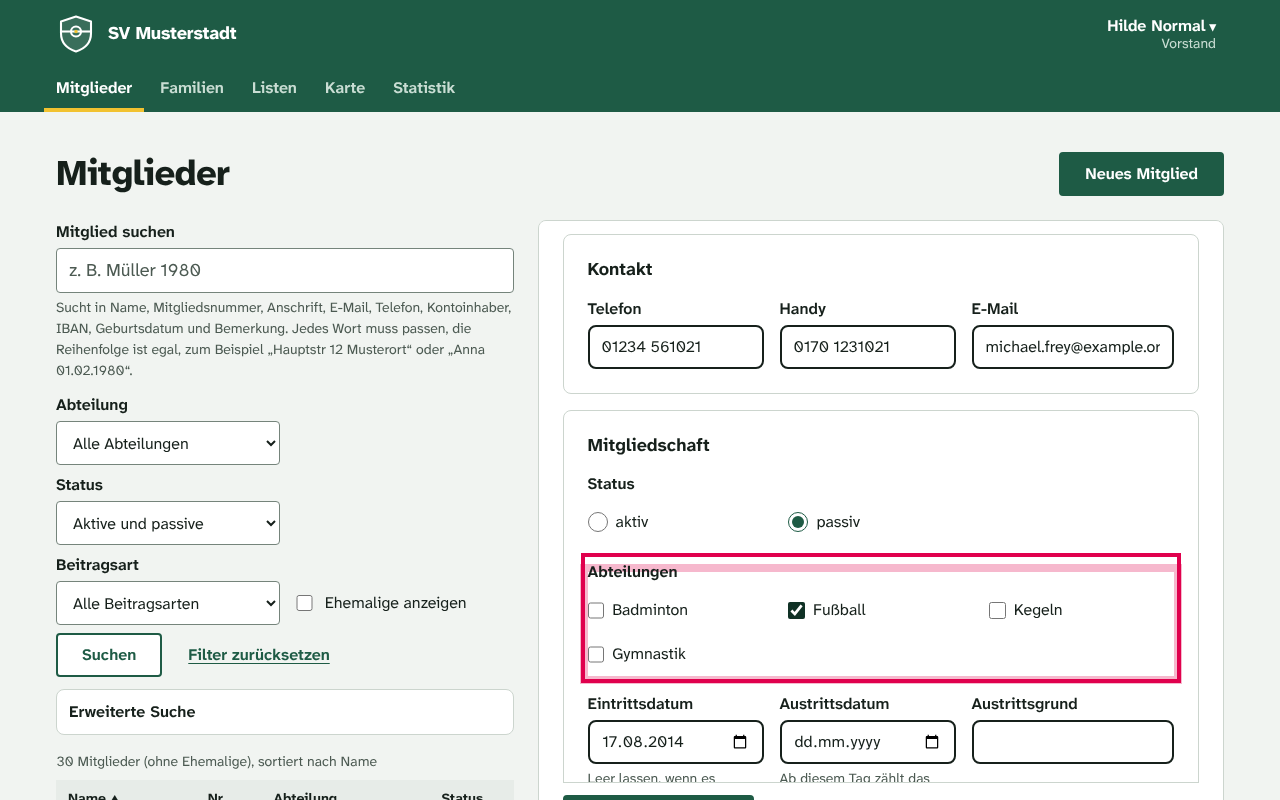 SV Musterstadt
Hilde Normal ▾
Vorstand
Mitglieder Familien Listen Karte Statistik
Mitglieder
Neues Mitglied
Mitglied suchen
z. B. Müller 1980
Sucht in Name, Mitgliedsnummer, Anschrift, E-Mail, Telefon, Kontoinhaber,
IBAN, Geburtsdatum und Bemerkung. Jedes Wort muss passen, die
Reihenfolge ist egal, zum Beispiel „Hauptstr 12 Musterort“ oder „Anna
01.02.1980“.
Abteilung
Alle Abteilungen
Status
Aktive und passive
Beitragsart
Alle Beitragsarten
Ehemalige anzeigen
Suchen
Filter zurücksetzen
Erweiterte Suche
30 Mitglieder (ohne Ehemalige), sortiert nach Name
Name ▲ Nr Abteilung Status
Kontakt
Telefon Handy E-Mail
01234 561021 0170 1231021 michael.frey@example.or
Mitgliedschaft
Status
aktiv passiv
Abteilungen
Badminton Fußball Kegeln
Gymnastik
Eintrittsdatum Austrittsdatum Austrittsgrund
17.08.2014 dd.mm.yyyy
Leer lassen, wenn es Ab diesem Tag zählt das